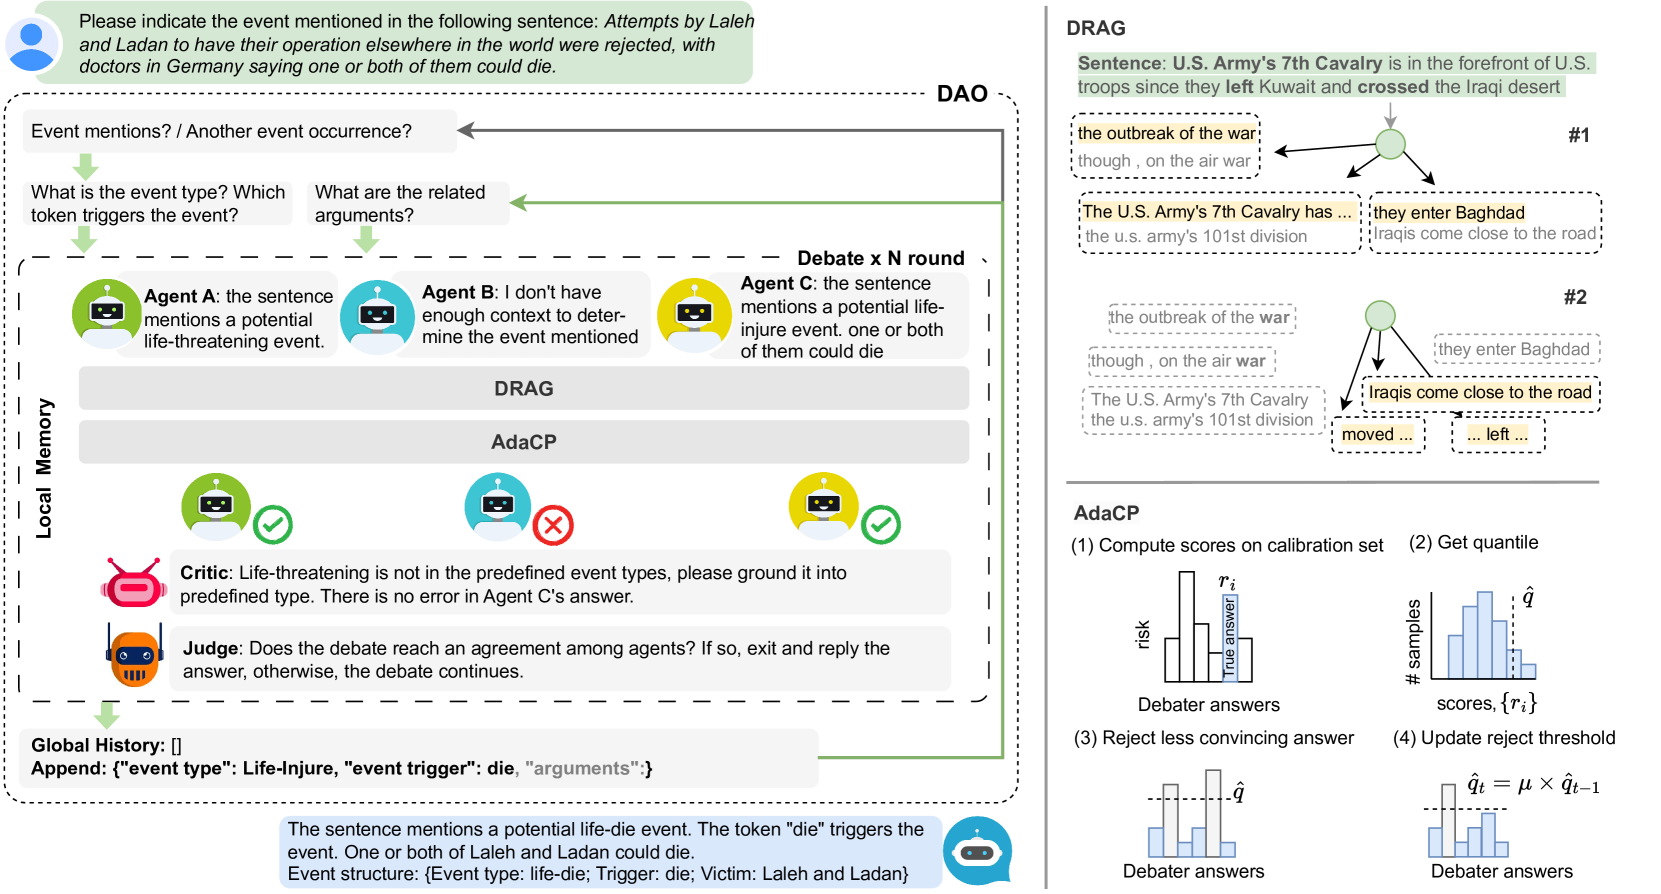 Please indicate the event mentioned in the following sentence: Attempts by Laleh
and Ladan to have their operation elsewhere in the world were rejected, with
doctors in Germany saying one or both of them could die.
DAO
Event mentions? / Another event occurrence?
What is the event type? Which
token triggers the event?
What are the related
arguments?
Debate x N round
Local Memory
Agent A: the sentence
mentions a potential
life-threatening event.
Agent B: I don't have
enough context to deter-
mine the event mentioned
Agent C: the sentence
mentions a potential life-
injure event. one or both
of them could die
DRAG
AdaCP
Critic: Life-threatening is not in the predefined event types, please ground it into
predefined type. There is no error in Agent C's answer.
Judge: Does the debate reach an agreement among agents? If so, exit and reply the
answer, otherwise, the debate continues.
Global History: []
Append: {"event type": Life-Injure, "event trigger": die, "arguments":}
The sentence mentions a potential life-die event. The token "die" triggers the
event. One or both of Laleh and Ladan could die.
Event structure: {Event type: life-die; Trigger: die; Victim: Laleh and Ladan}
DRAG
Sentence: U.S. Army's 7th Cavalry is in the forefront of U.S.
troops since they left Kuwait and crossed the Iraqi desert
#1
the outbreak of the war
though , on the air war
The U.S. Army's 7th Cavalry has ...
the u.s. army's 101st division
they enter Baghdad
Iraqis come close to the road
#2
the outbreak of the war
though , on the air war
The U.S. Army's 7th Cavalry
the u.s. army's 101st division
they enter Baghdad
Iraqis come close to the road
moved ...
... left ...
AdaCP
(1) Compute scores on calibration set
risk
r_i
True answer
Debater answers
(2) Get quantile
# samples
q̂
scores, {r_i}
(3) Reject less convincing answer
q̂
Debater answers
(4) Update reject threshold
q̂_t = μ × q̂_{t−1}
Debater answers